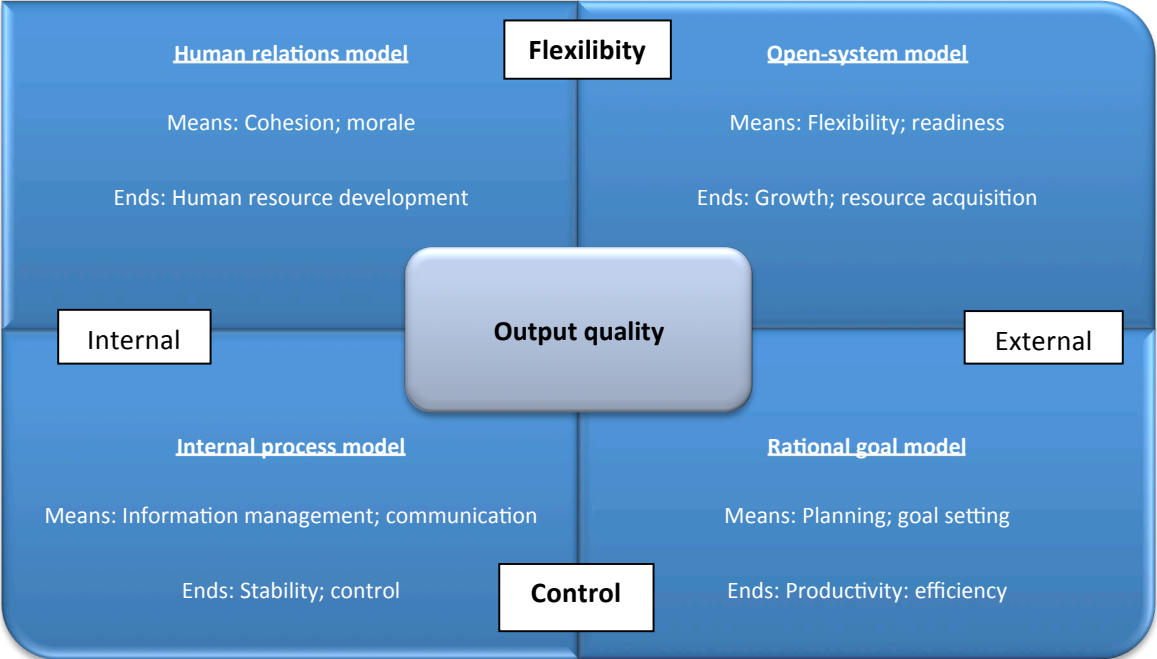 Flexilibity
Human relations model
Means: Cohesion; morale
Ends: Human resource development
Open-system model
Means: Flexibility; readiness
Ends: Growth; resource acquisition
Internal
Output quality
External
Internal process model
Means: Information management; communication
Ends: Stability; control
Rational goal model
Means: Planning; goal setting
Ends: Productivity: efficiency
Control